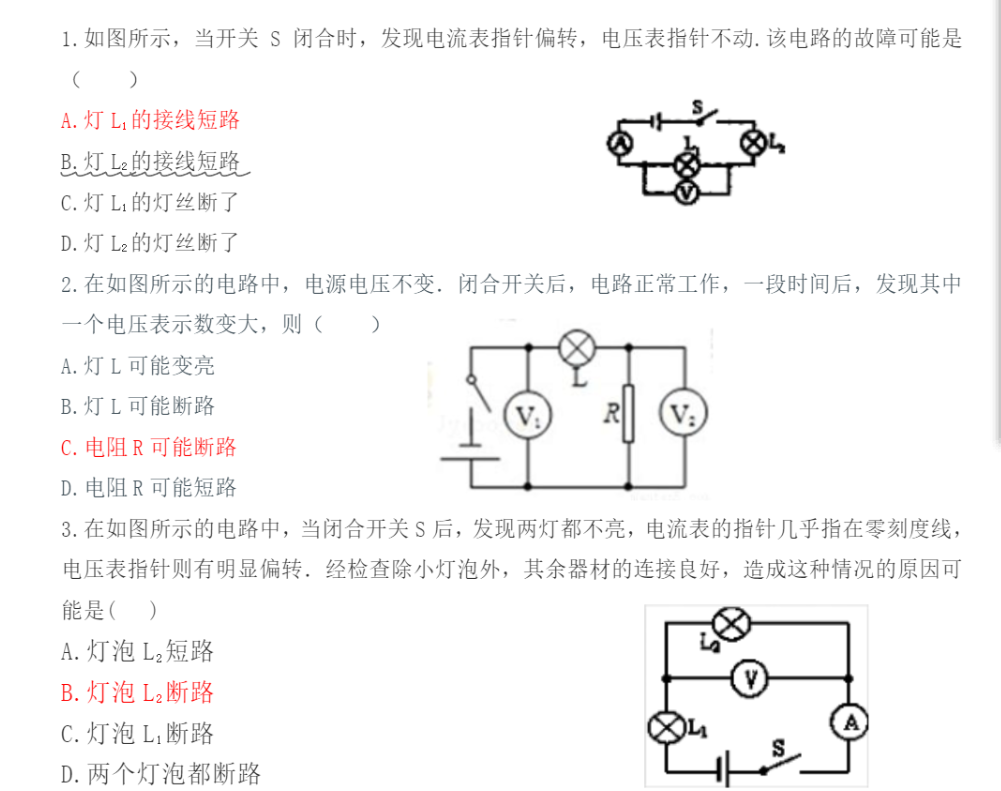 1.如图所示，当开关 S 闭合时，发现电流表指针偏转，电压表指针不动.该电路的故障可能是
（　　）
A.灯 L₁的接线短路
B.灯 L₂的接线短路
C.灯 L₁的灯丝断了
D.灯 L₂的灯丝断了
S
A
L₁
L₂
V
2.在如图所示的电路中，电源电压不变．闭合开关后，电路正常工作，一段时间后，发现其中
一个电压表示数变大，则（　　）
A.灯 L 可能变亮
B.灯 L 可能断路
C.电阻 R 可能断路
D.电阻 R 可能短路
L
V₁
R
V₂
3.在如图所示的电路中，当闭合开关 S 后，发现两灯都不亮，电流表的指针几乎指在零刻度线，
电压表指针则有明显偏转．经检查除小灯泡外，其余器材的连接良好，造成这种情况的原因可
能是(　)
A.灯泡 L₂短路
B.灯泡 L₂断路
C.灯泡 L₁断路
D.两个灯泡都断路
L₂
V
L₁
A
S